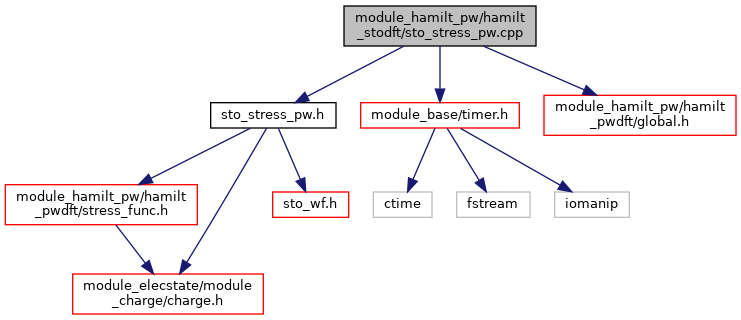 module_hamilt_pw/hamilt
_stodft/sto_stress_pw.cpp
sto_stress_pw.h
module_base/timer.h
module_hamilt_pw/hamilt
_pwdft/global.h
module_hamilt_pw/hamilt
_pwdft/stress_func.h
sto_wf.h
ctime
fstream
iomanip
module_elecstate/module
_charge/charge.h